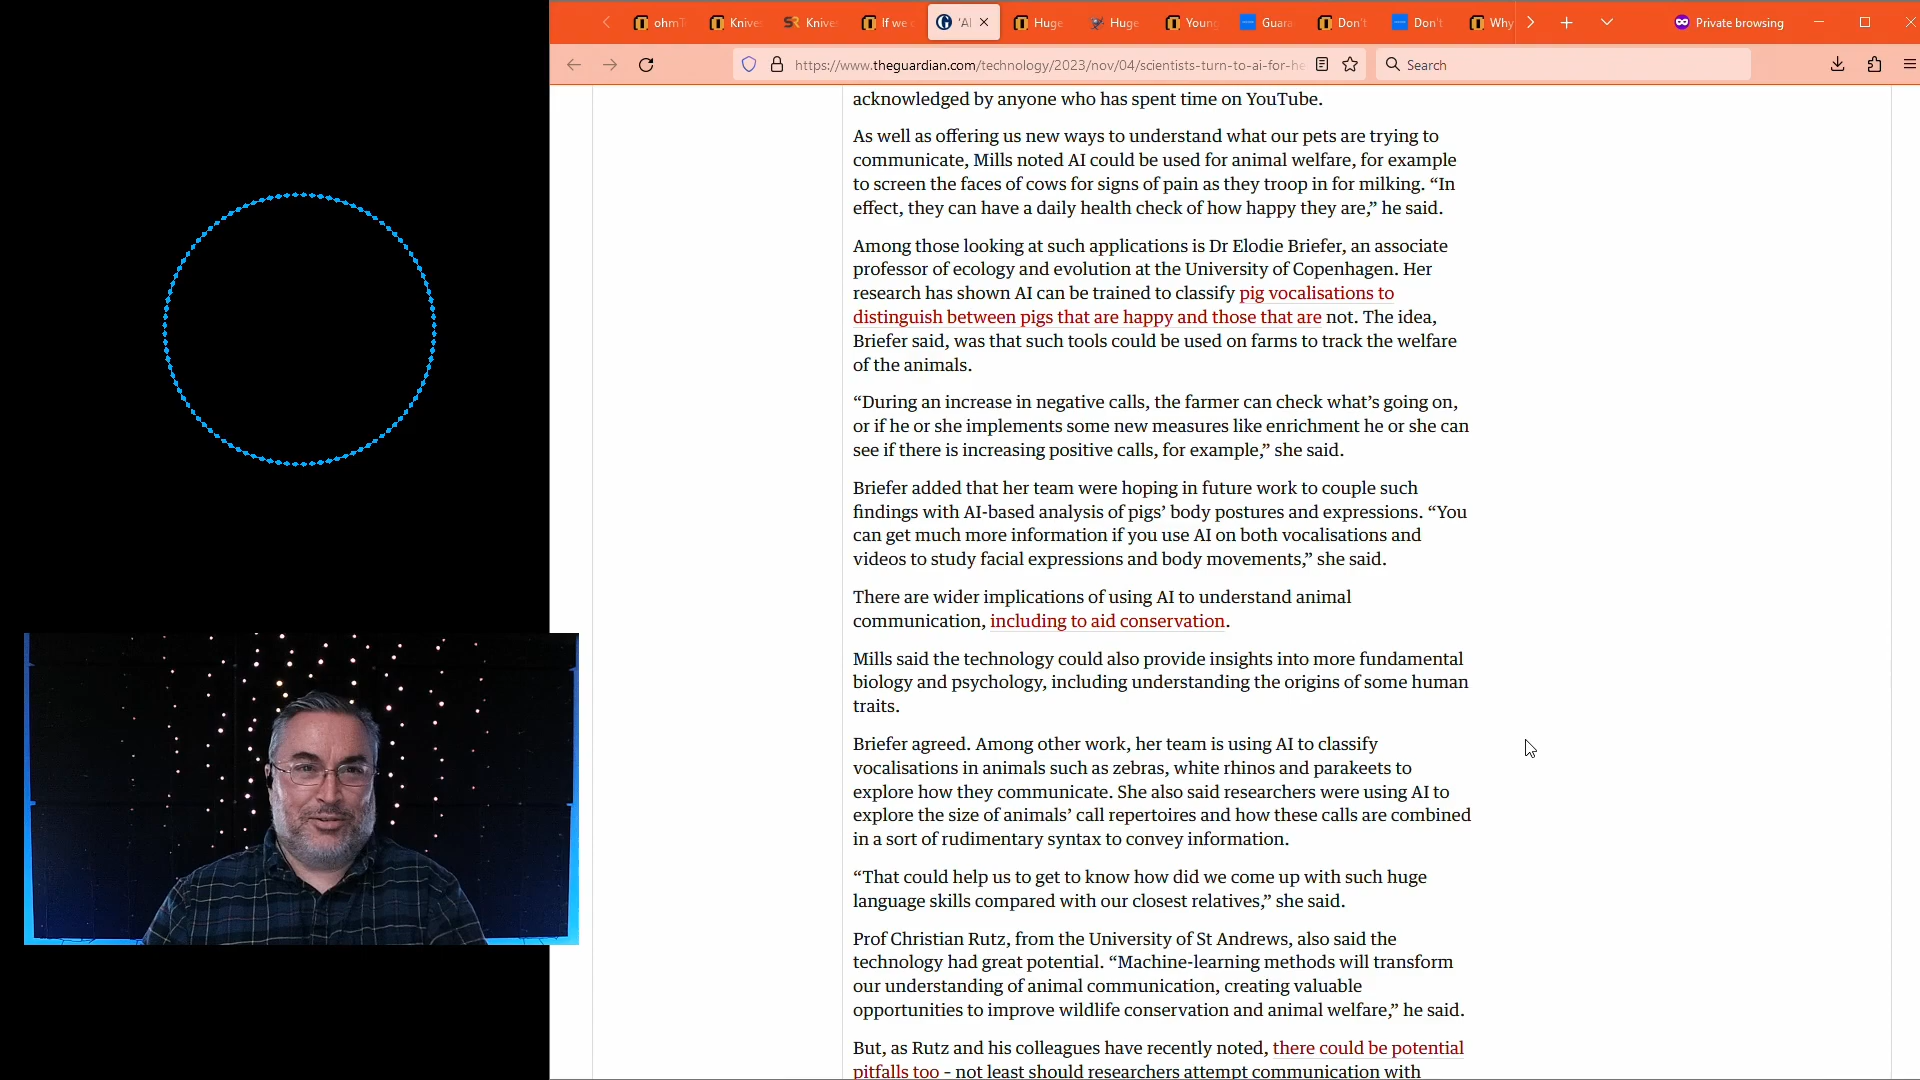 ohmT
Knive
Knive
If we
'AI
Huge
Huge
Young
Guar
Don't
Don't
Why
Private browsing
https://www.theguardian.com/technology/2023/nov/04/scientists-turn-to-ai-for-he
Search
acknowledged by anyone who has spent time on YouTube.
As well as offering us new ways to understand what our pets are trying to
communicate, Mills noted AI could be used for animal welfare, for example
to screen the faces of cows for signs of pain as they troop in for milking. “In
effect, they can have a daily health check of how happy they are,” he said.
Among those looking at such applications is Dr Elodie Briefer, an associate
professor of ecology and evolution at the University of Copenhagen. Her
research has shown AI can be trained to classify pig vocalisations to
distinguish between pigs that are happy and those that are not. The idea,
Briefer said, was that such tools could be used on farms to track the welfare
of the animals.
“During an increase in negative calls, the farmer can check what’s going on,
or if he or she implements some new measures like enrichment he or she can
see if there is increasing positive calls, for example,” she said.
Briefer added that her team were hoping in future work to couple such
findings with AI-based analysis of pigs’ body postures and expressions. “You
can get much more information if you use AI on both vocalisations and
videos to study facial expressions and body movements,” she said.
There are wider implications of using AI to understand animal
communication, including to aid conservation.
Mills said the technology could also provide insights into more fundamental
biology and psychology, including understanding the origins of some human
traits.
Briefer agreed. Among other work, her team is using AI to classify
vocalisations in animals such as zebras, white rhinos and parakeets to
explore how they communicate. She also said researchers were using AI to
explore the size of animals’ call repertoires and how these calls are combined
in a sort of rudimentary syntax to convey information.
“That could help us to get to know how did we come up with such huge
language skills compared with our closest relatives,” she said.
Prof Christian Rutz, from the University of St Andrews, also said the
technology had great potential. “Machine-learning methods will transform
our understanding of animal communication, creating valuable
opportunities to improve wildlife conservation and animal welfare,” he said.
But, as Rutz and his colleagues have recently noted, there could be potential
pitfalls too – not least should researchers attempt communication with